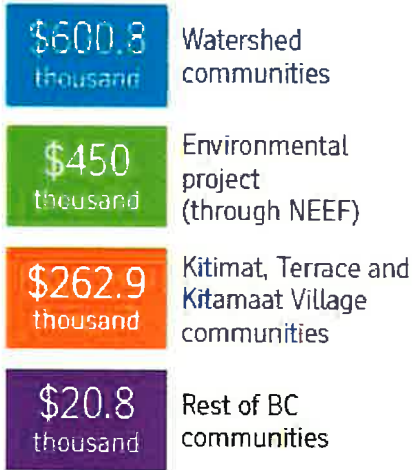 $600.8
thousand
Watershed
communities
$450
thousand
Environmental
project
(through NEEF)
$262.9
thousand
Kitimat, Terrace and
Kitamaat Village
communities
$20.8
thousand
Rest of BC
communities